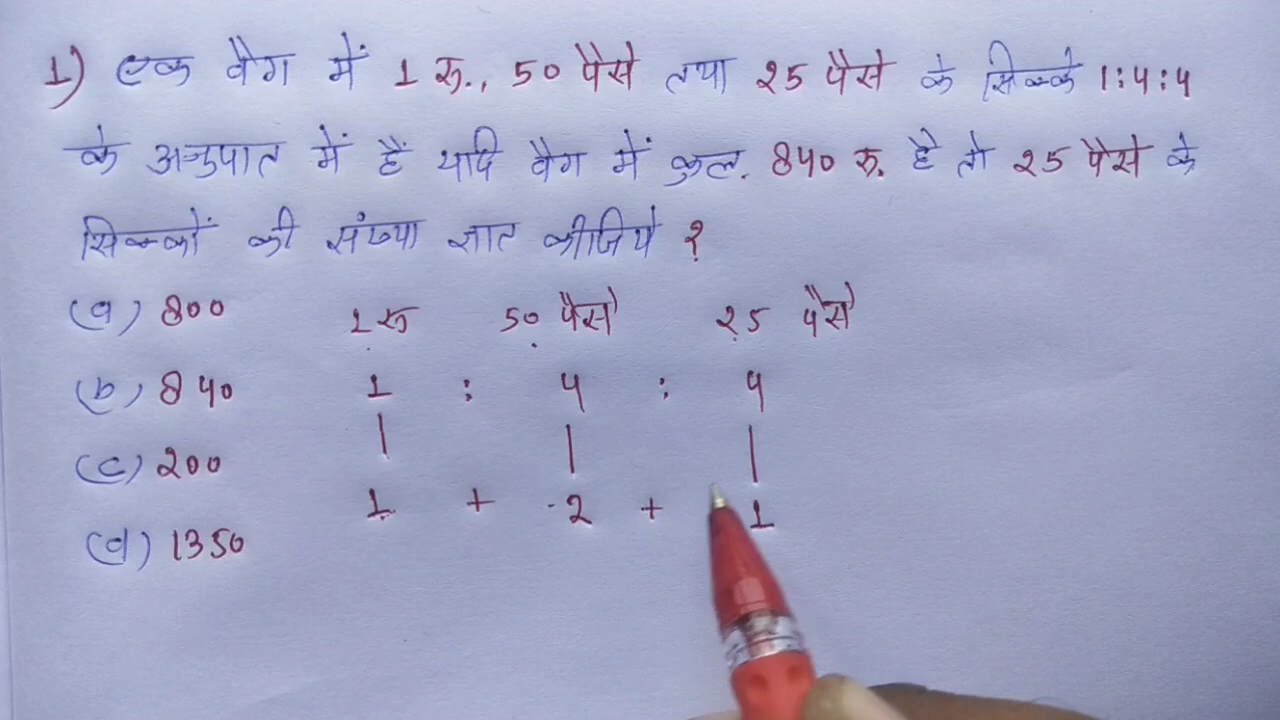 1) एक बैग में 1 रु., 50 पैसे तथा 25 पैसे के सिक्के 1:4:4
के अनुपात में हैं यदि बैग में कुल. 840 रु. है तो 25 पैसे के
सिक्कों की संख्या ज्ञात कीजिये ?
(a) 800 1 रु 50 पैसे 25 पैसे
(b) 840 1 : 4 : 4
(c) 200
1 + 2 + 1
(d) 1350